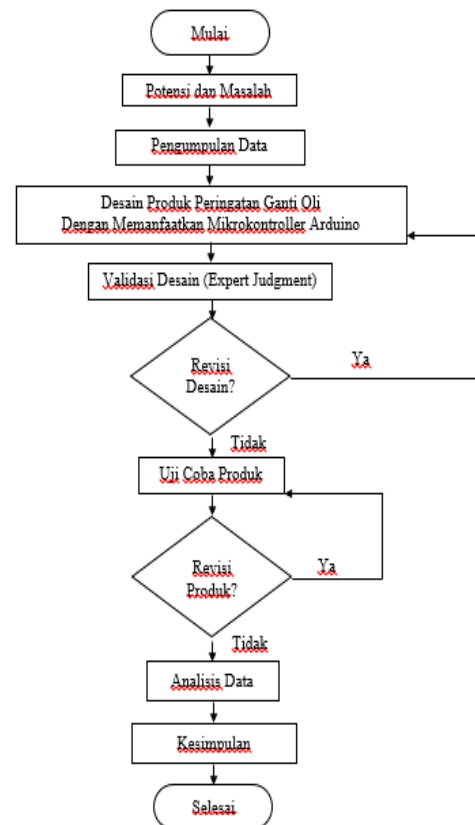 Mulai
Potensi dan Masalah
Pengumpulan Data
Desain Produk Peringatan Ganti Oli
Dengan Memanfaatkan Mikrokontroller Arduino
Validasi Desain (Expert Judgment)
Revisi
Desain?
Ya
Tidak
Uji Coba Produk
Revisi
Produk?
Ya
Tidak
Analisis Data
Kesimpulan
Selesai